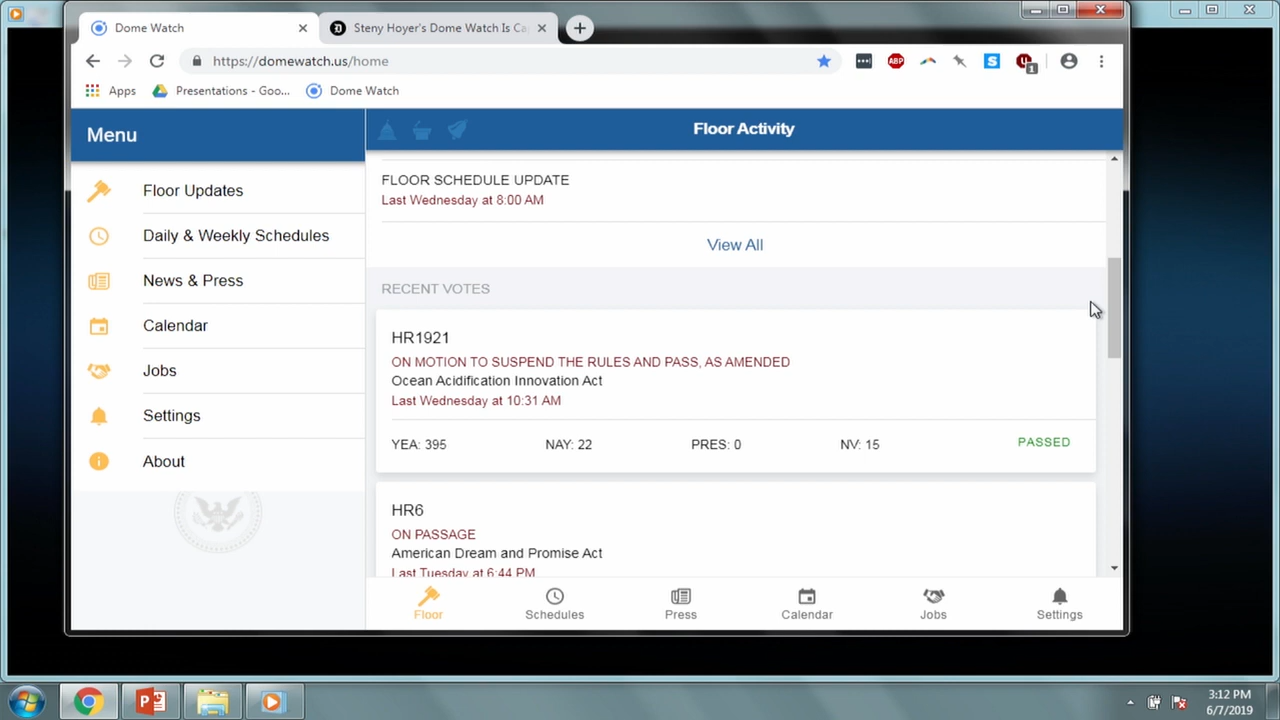 Dome Watch
Steny Hoyer's Dome Watch Is
https://domewatch.us/home
ABP
S
1
Apps
Presentations - Goo...
Dome Watch
Menu
Floor Activity
Floor Updates
Daily & Weekly Schedules
News & Press
Calendar
Jobs
Settings
About
FLOOR SCHEDULE UPDATE
Last Wednesday at 8:00 AM
View All
RECENT VOTES
HR1921
ON MOTION TO SUSPEND THE RULES AND PASS, AS AMENDED
Ocean Acidification Innovation Act
Last Wednesday at 10:31 AM
YEA: 395 NAY: 22 PRES: 0 NV: 15 PASSED
HR6
ON PASSAGE
American Dream and Promise Act
Last Tuesday at 6:44 PM
Floor Schedules Press Calendar Jobs Settings
3:12 PM
6/7/2019